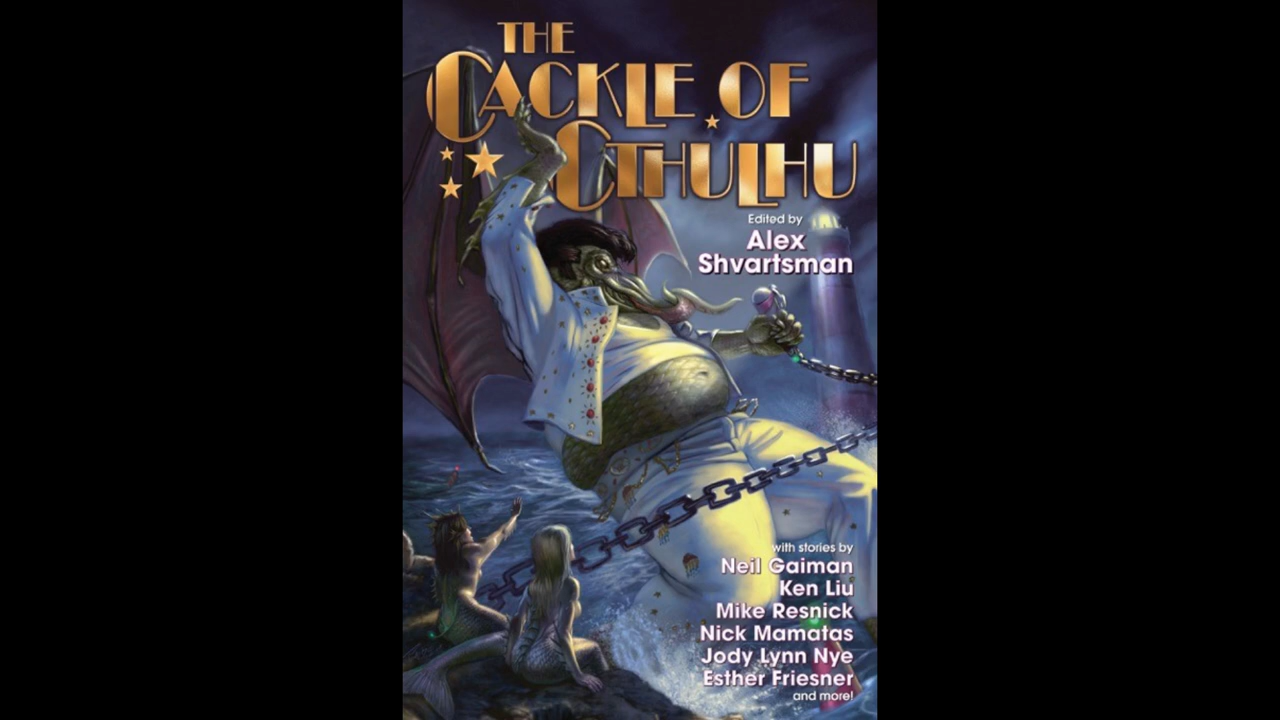 THE
CACKLE OF
CTHULHU
Edited by
Alex
Shvartsman
with stories by
Neil Gaiman
Ken Liu
Mike Resnick
Nick Mamatas
Jody Lynn Nye
Esther Friesner
and more!